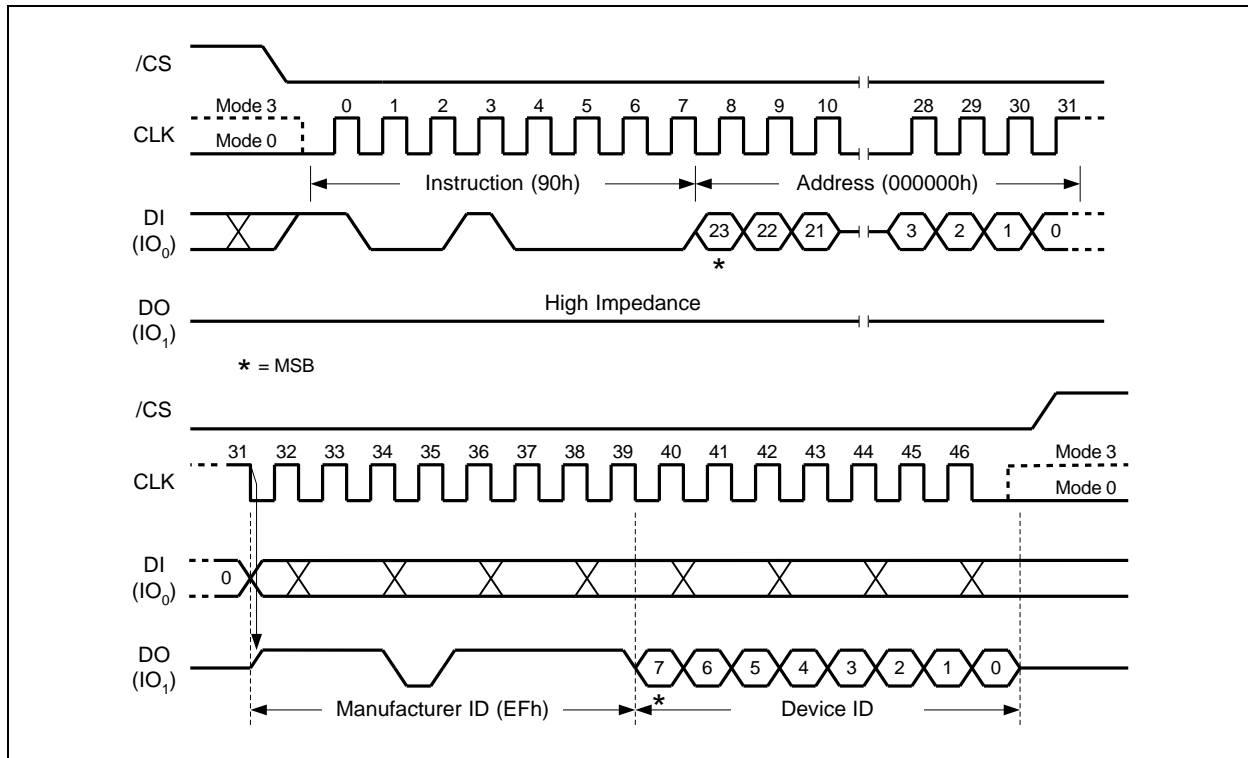 /CS
Mode 3 0 1 2 3 4 5 6 7 8 9 10 28 29 30 31
CLK
Mode 0
Instruction (90h) Address (000000h)
DI
(IO0)
23 22 21 3 2 1 0
*
High Impedance
DO
(IO1)
* = MSB
/CS
31 32 33 34 35 36 37 38 39 40 41 42 43 44 45 46 Mode 3
CLK
Mode 0
DI
(IO0)
0
DO
(IO1)
7 6 5 4 3 2 1 0
*
Manufacturer ID (EFh) Device ID